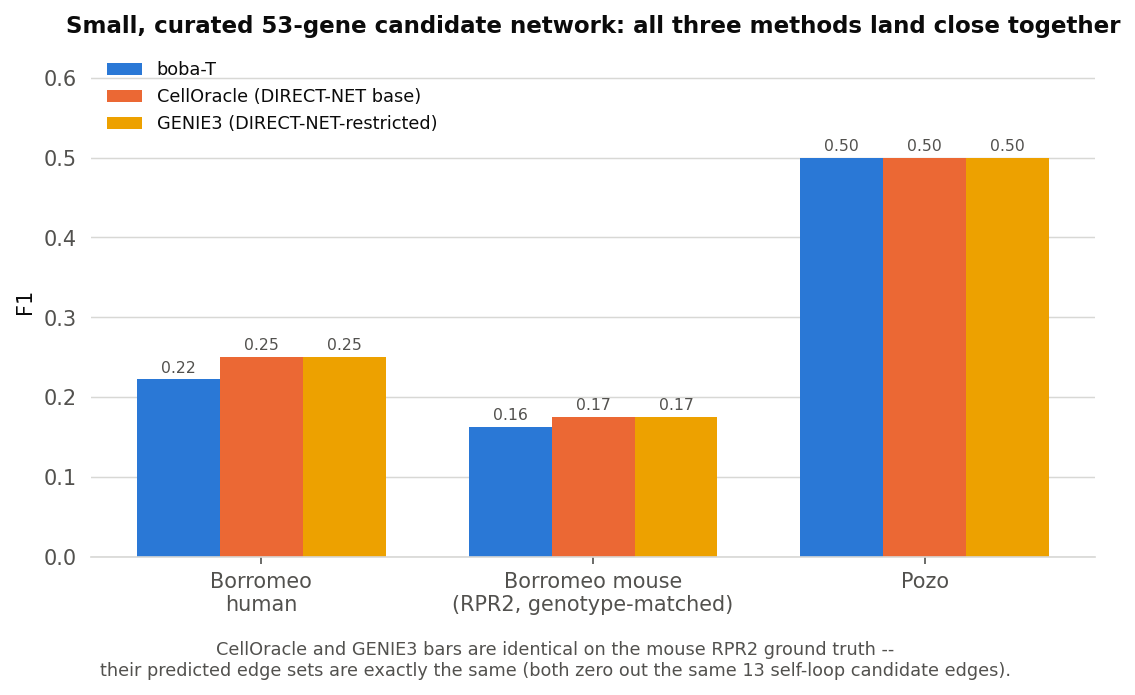 Small, curated 53-gene candidate network: all three methods land close together
boba-T
CellOracle (DIRECT-NET base)
GENIE3 (DIRECT-NET-restricted)
F1
0.6
0.5
0.4
0.3
0.2
0.1
0.0
0.22
0.25
0.25
0.16
0.17
0.17
0.50
0.50
0.50
Borromeo
human
Borromeo mouse
(RPR2, genotype-matched)
Pozo
CellOracle and GENIE3 bars are identical on the mouse RPR2 ground truth --
their predicted edge sets are exactly the same (both zero out the same 13 self-loop candidate edges).